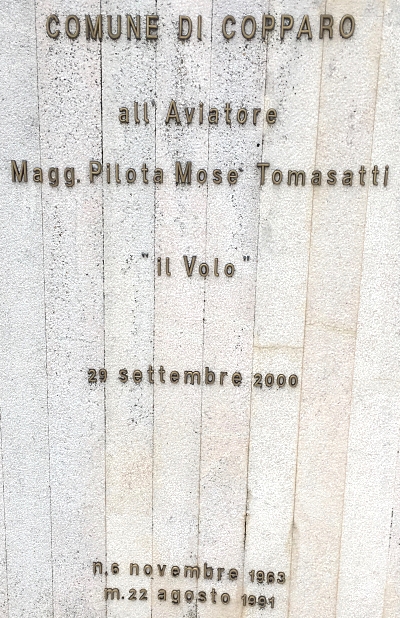 COMUNE DI COPPARO
all' Aviatore
Magg. Pilota Mose' Tomasatti
"il Volo"
29 settembre 2000
n.6 novembre 1963
m.22 agosto 1991